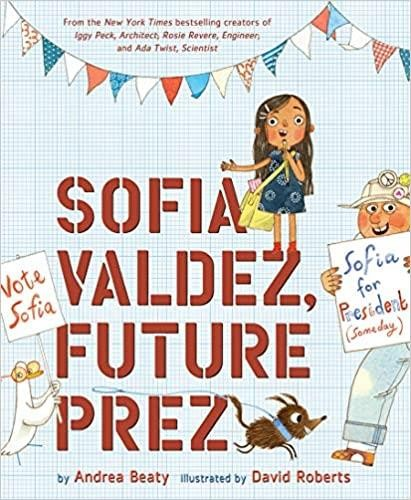 From the New York Times bestselling creators of
Iggy Peck, Architect; Rosie Revere, Engineer;
and Ada Twist, Scientist
SOFIA
VALDEZ,
FUTURE
PREZ
Vote
Sofia
Sofia
for
President
(someday)
by Andrea Beaty illustrated by David Roberts